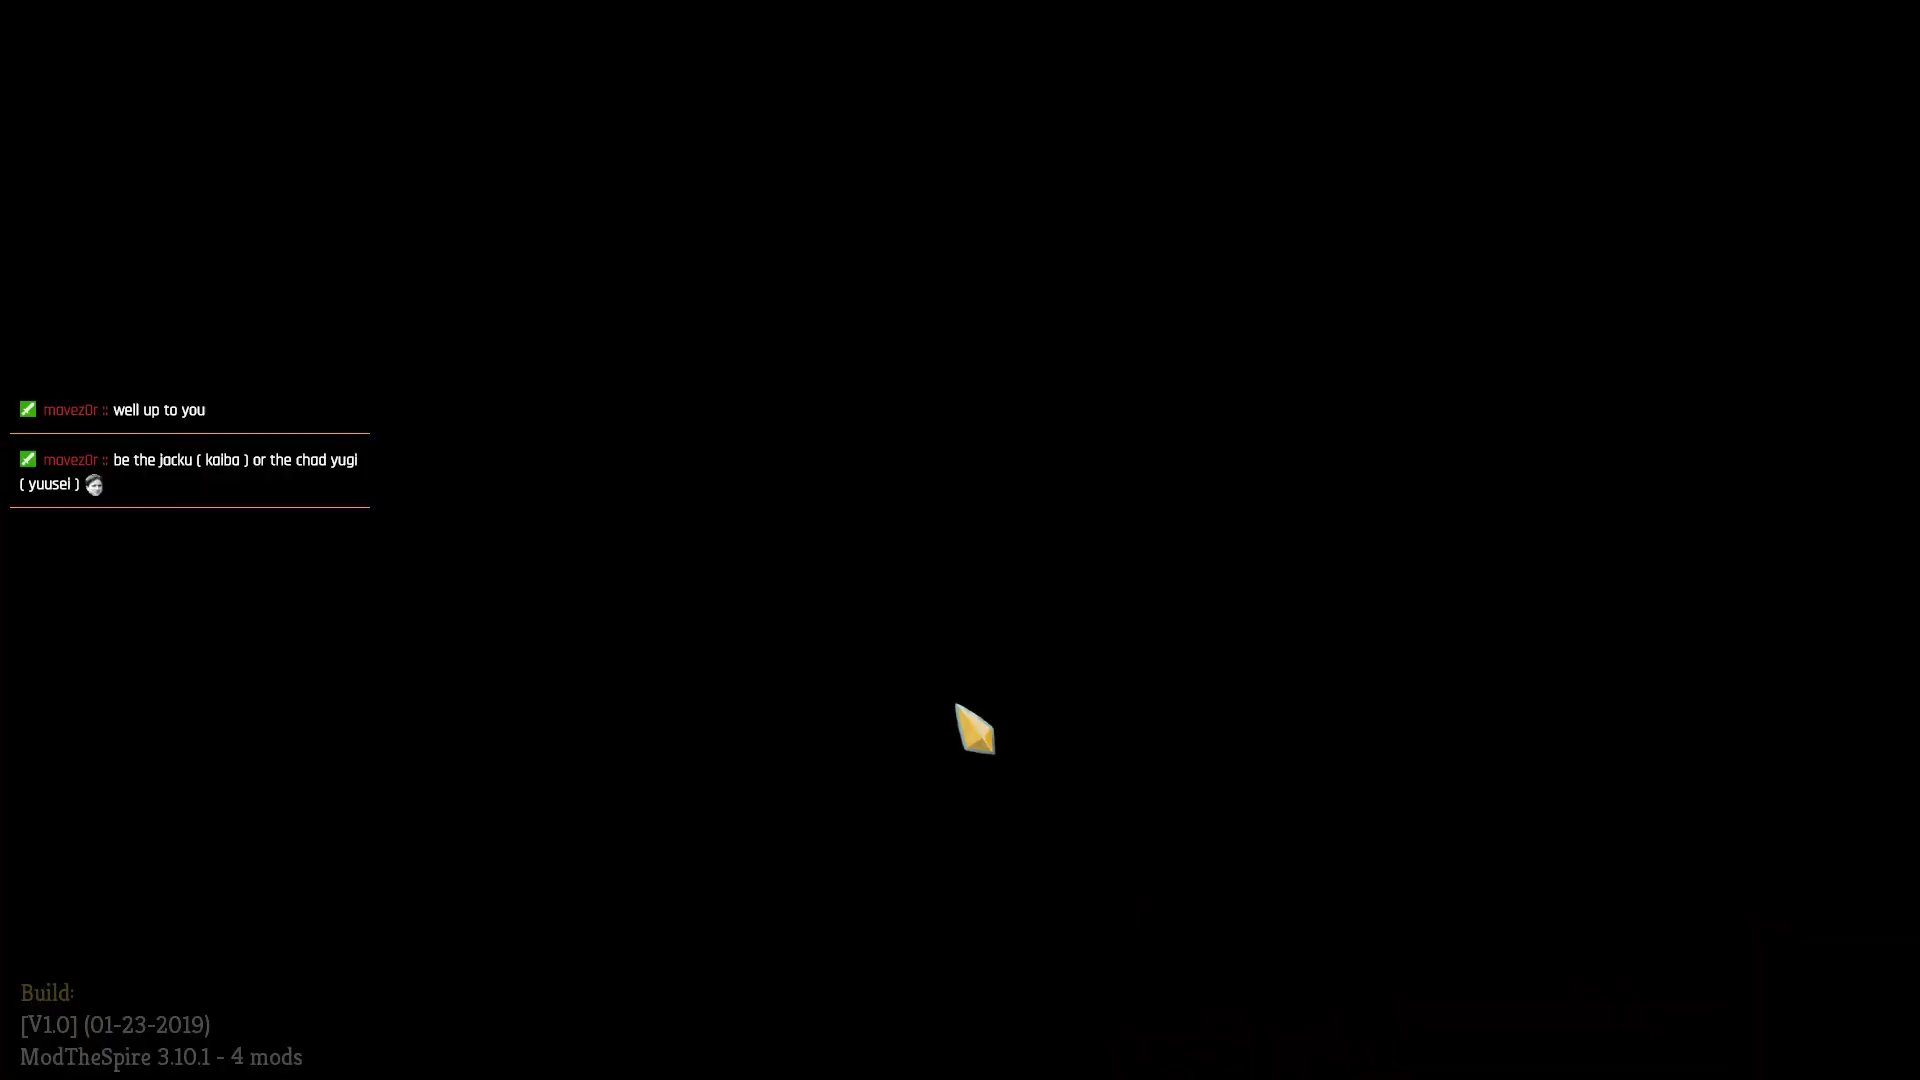 movez0r :: well up to you
movez0r :: be the jacku ( kaiba ) or the chad yugi
( yuusei )
Build:
[V1.0] (01-23-2019)
ModTheSpire 3.10.1 - 4 mods